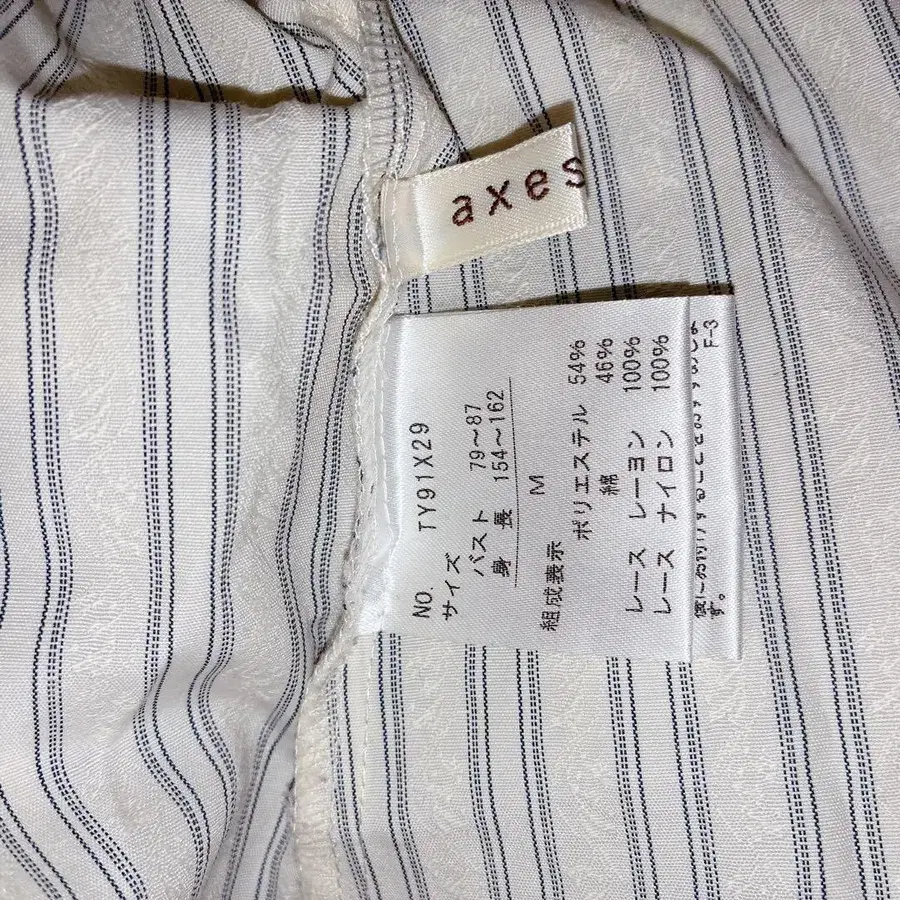 axes
NO. TY91X29
サイズ
バスト 79～87
身長 154～162
M
組成表示
ポリエステル 54%
綿 46%
レース レーヨン 100%
レース ナイロン 100%
す。
F-3